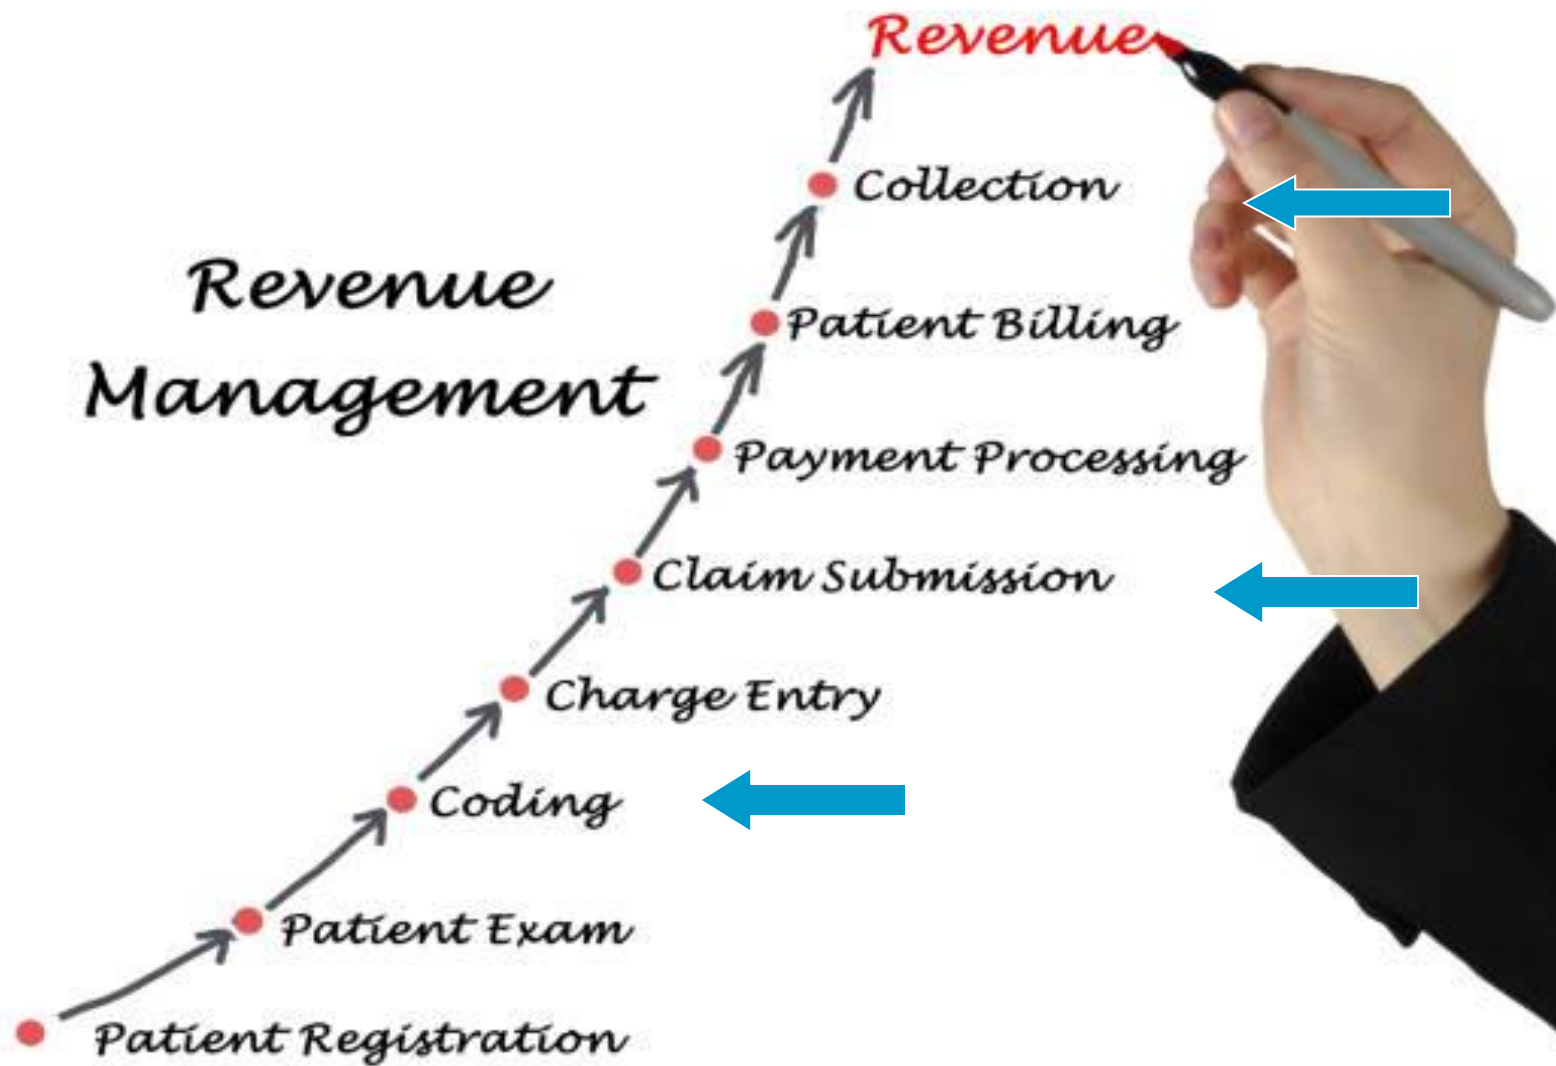 Revenue
Collection
Revenue
Management
Patient Billing
Payment Processing
Claim Submission
Charge Entry
Coding
Patient Exam
Patient Registration